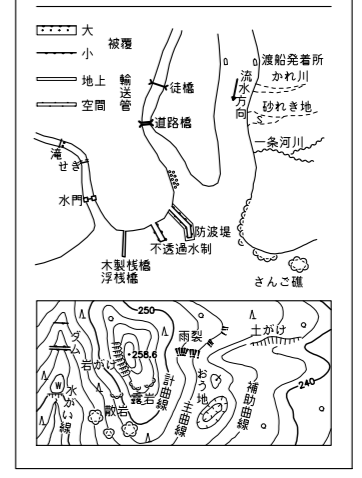 大
小
被覆
地上
空間
輸送管
徒橋
道路橋
渡船発着所
かれ川
流水方向
砂れき地
一条河川
滝
せき
水門
防波堤
不透過水制
木製桟橋
浮桟橋
さんご礁
250
ダム
岩がけ
・258.6
雨裂
土がけ
計曲線
おう地
240
W
水がい線
散岩
露岩
主曲線
補助曲線